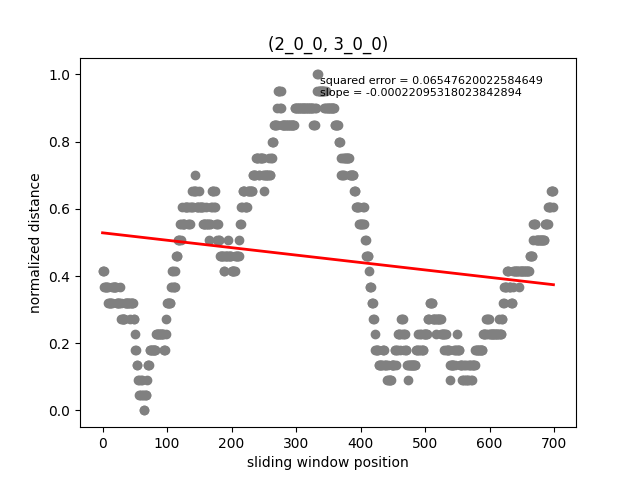 (2_0_0, 3_0_0)
squared error = 0.06547620022584649
slope = -0.00022095318023842894
normalized distance
1.0
0.8
0.6
0.4
0.2
0.0
0 100 200 300 400 500 600 700
sliding window position